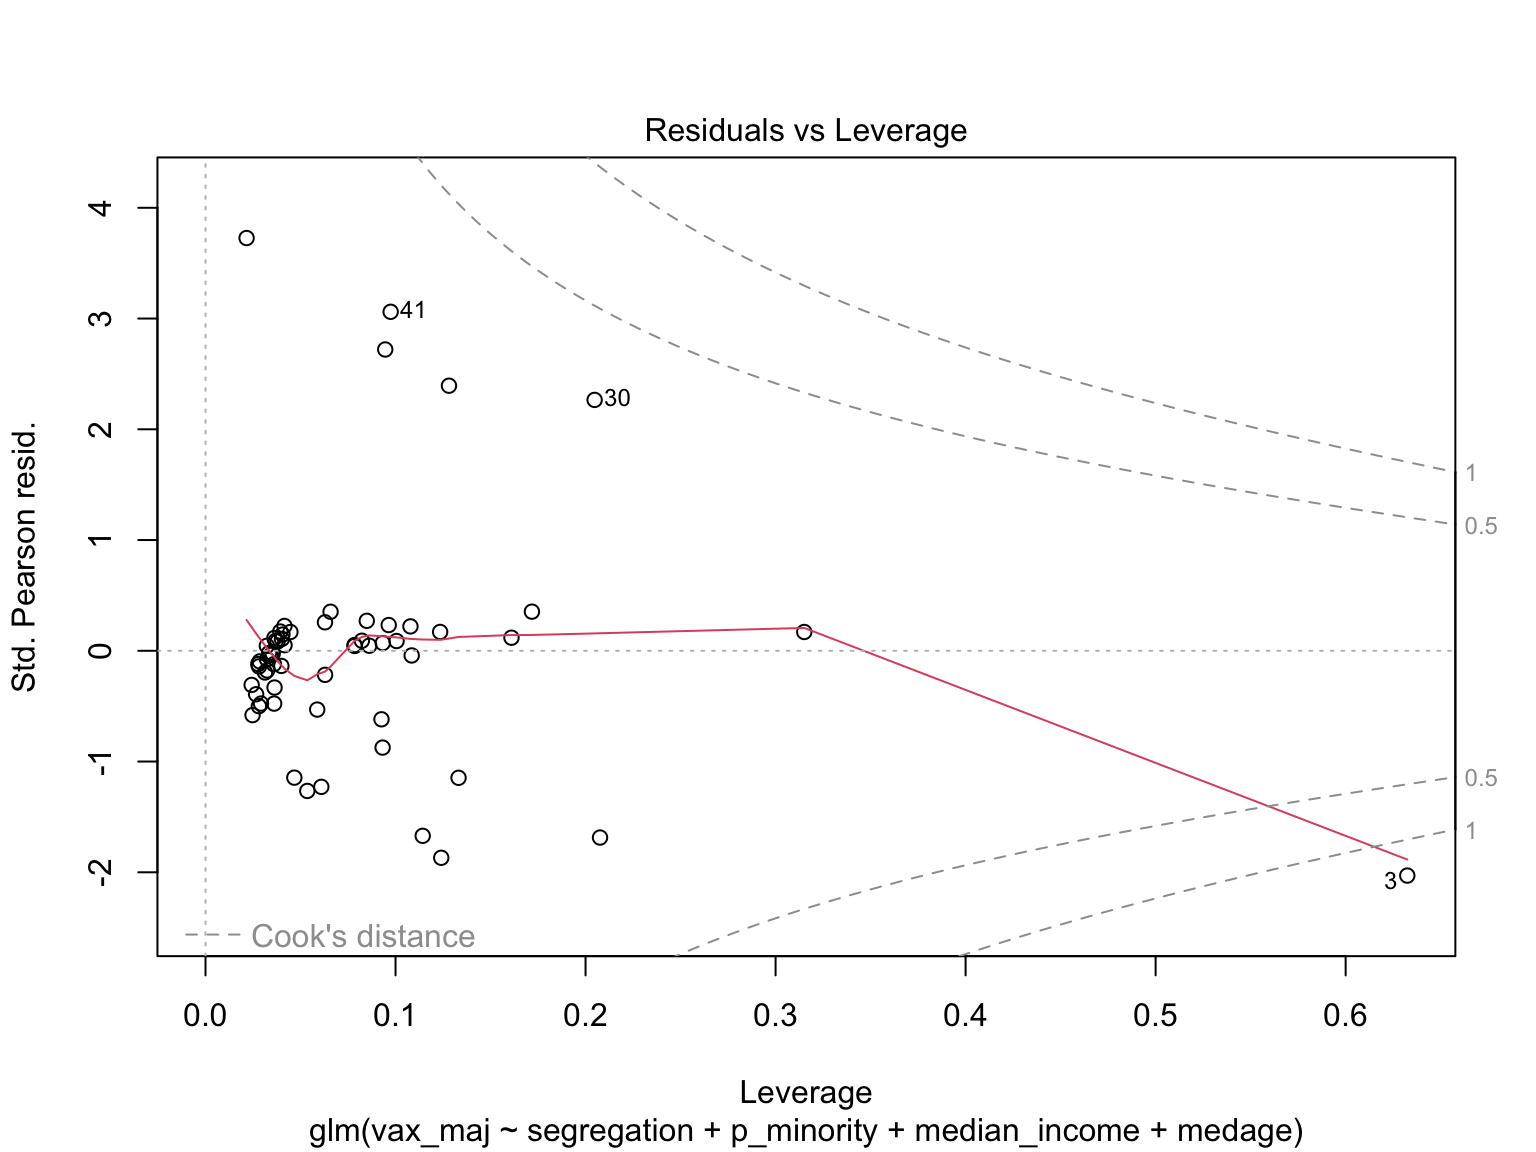 Residuals vs Leverage
Std. Pearson resid.
4
3
2
1
0
-1
-2
41
30
3
1
0.5
0.5
1
Cook's distance
0.0 0.1 0.2 0.3 0.4 0.5 0.6
Leverage
glm(vax_maj ~ segregation + p_minority + median_income + medage)